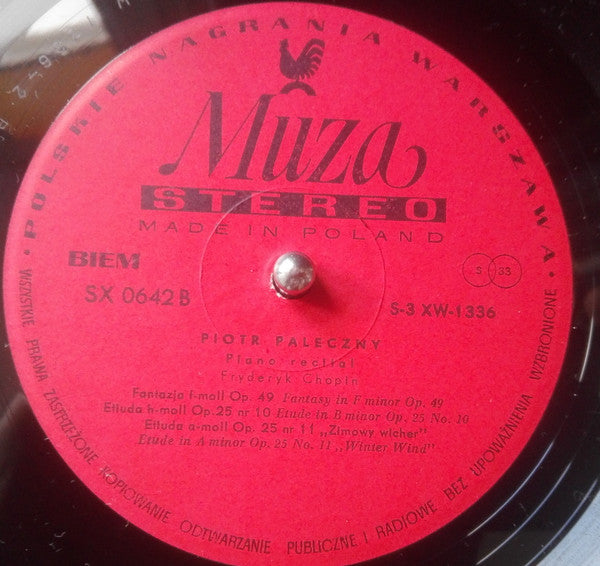 • POLSKIE NAGRANIA WARSZAWA •
Muza
STEREO
MADE IN POLAND
BIEM
S 33
SX 0642 B
S-3 XW-1336
PIOTR PALECZNY
Piano rectial
Fryderyk Chopin
Fantazja f-moll Op. 49 Fantasy in F minor Op. 49
Etiuda h-moll Op. 25 nr 10 Etude in B minor Op. 25 No. 10
Etiuda a-moll Op. 25 nr 11 „Zimowy wicher"
Etude in A minor Op. 25 No. 11 „Winter Wind"
WSZYSTKIE PRAWA ZASTRZEŻONE KOPIOWANIE ODTWARZANIE PUBLICZNE I RADIOWE BEZ UPOWAŻNIENIA WZBRONIONE